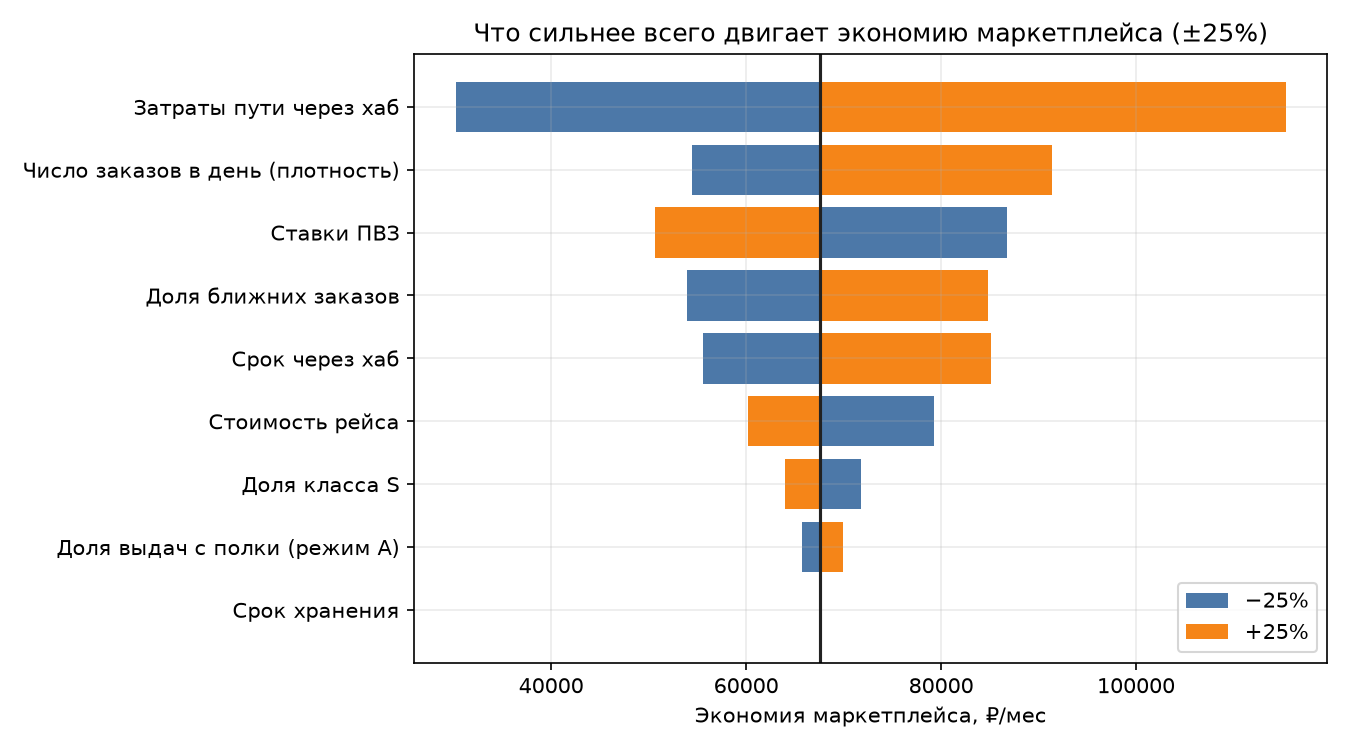 Что сильнее всего двигает экономию маркетплейса (±25%)
Затраты пути через хаб
Число заказов в день (плотность)
Ставки ПВЗ
Доля ближних заказов
Срок через хаб
Стоимость рейса
Доля класса S
Доля выдач с полки (режим A)
Срок хранения
−25%
+25%
40000 60000 80000 100000
Экономия маркетплейса, ₽/мес